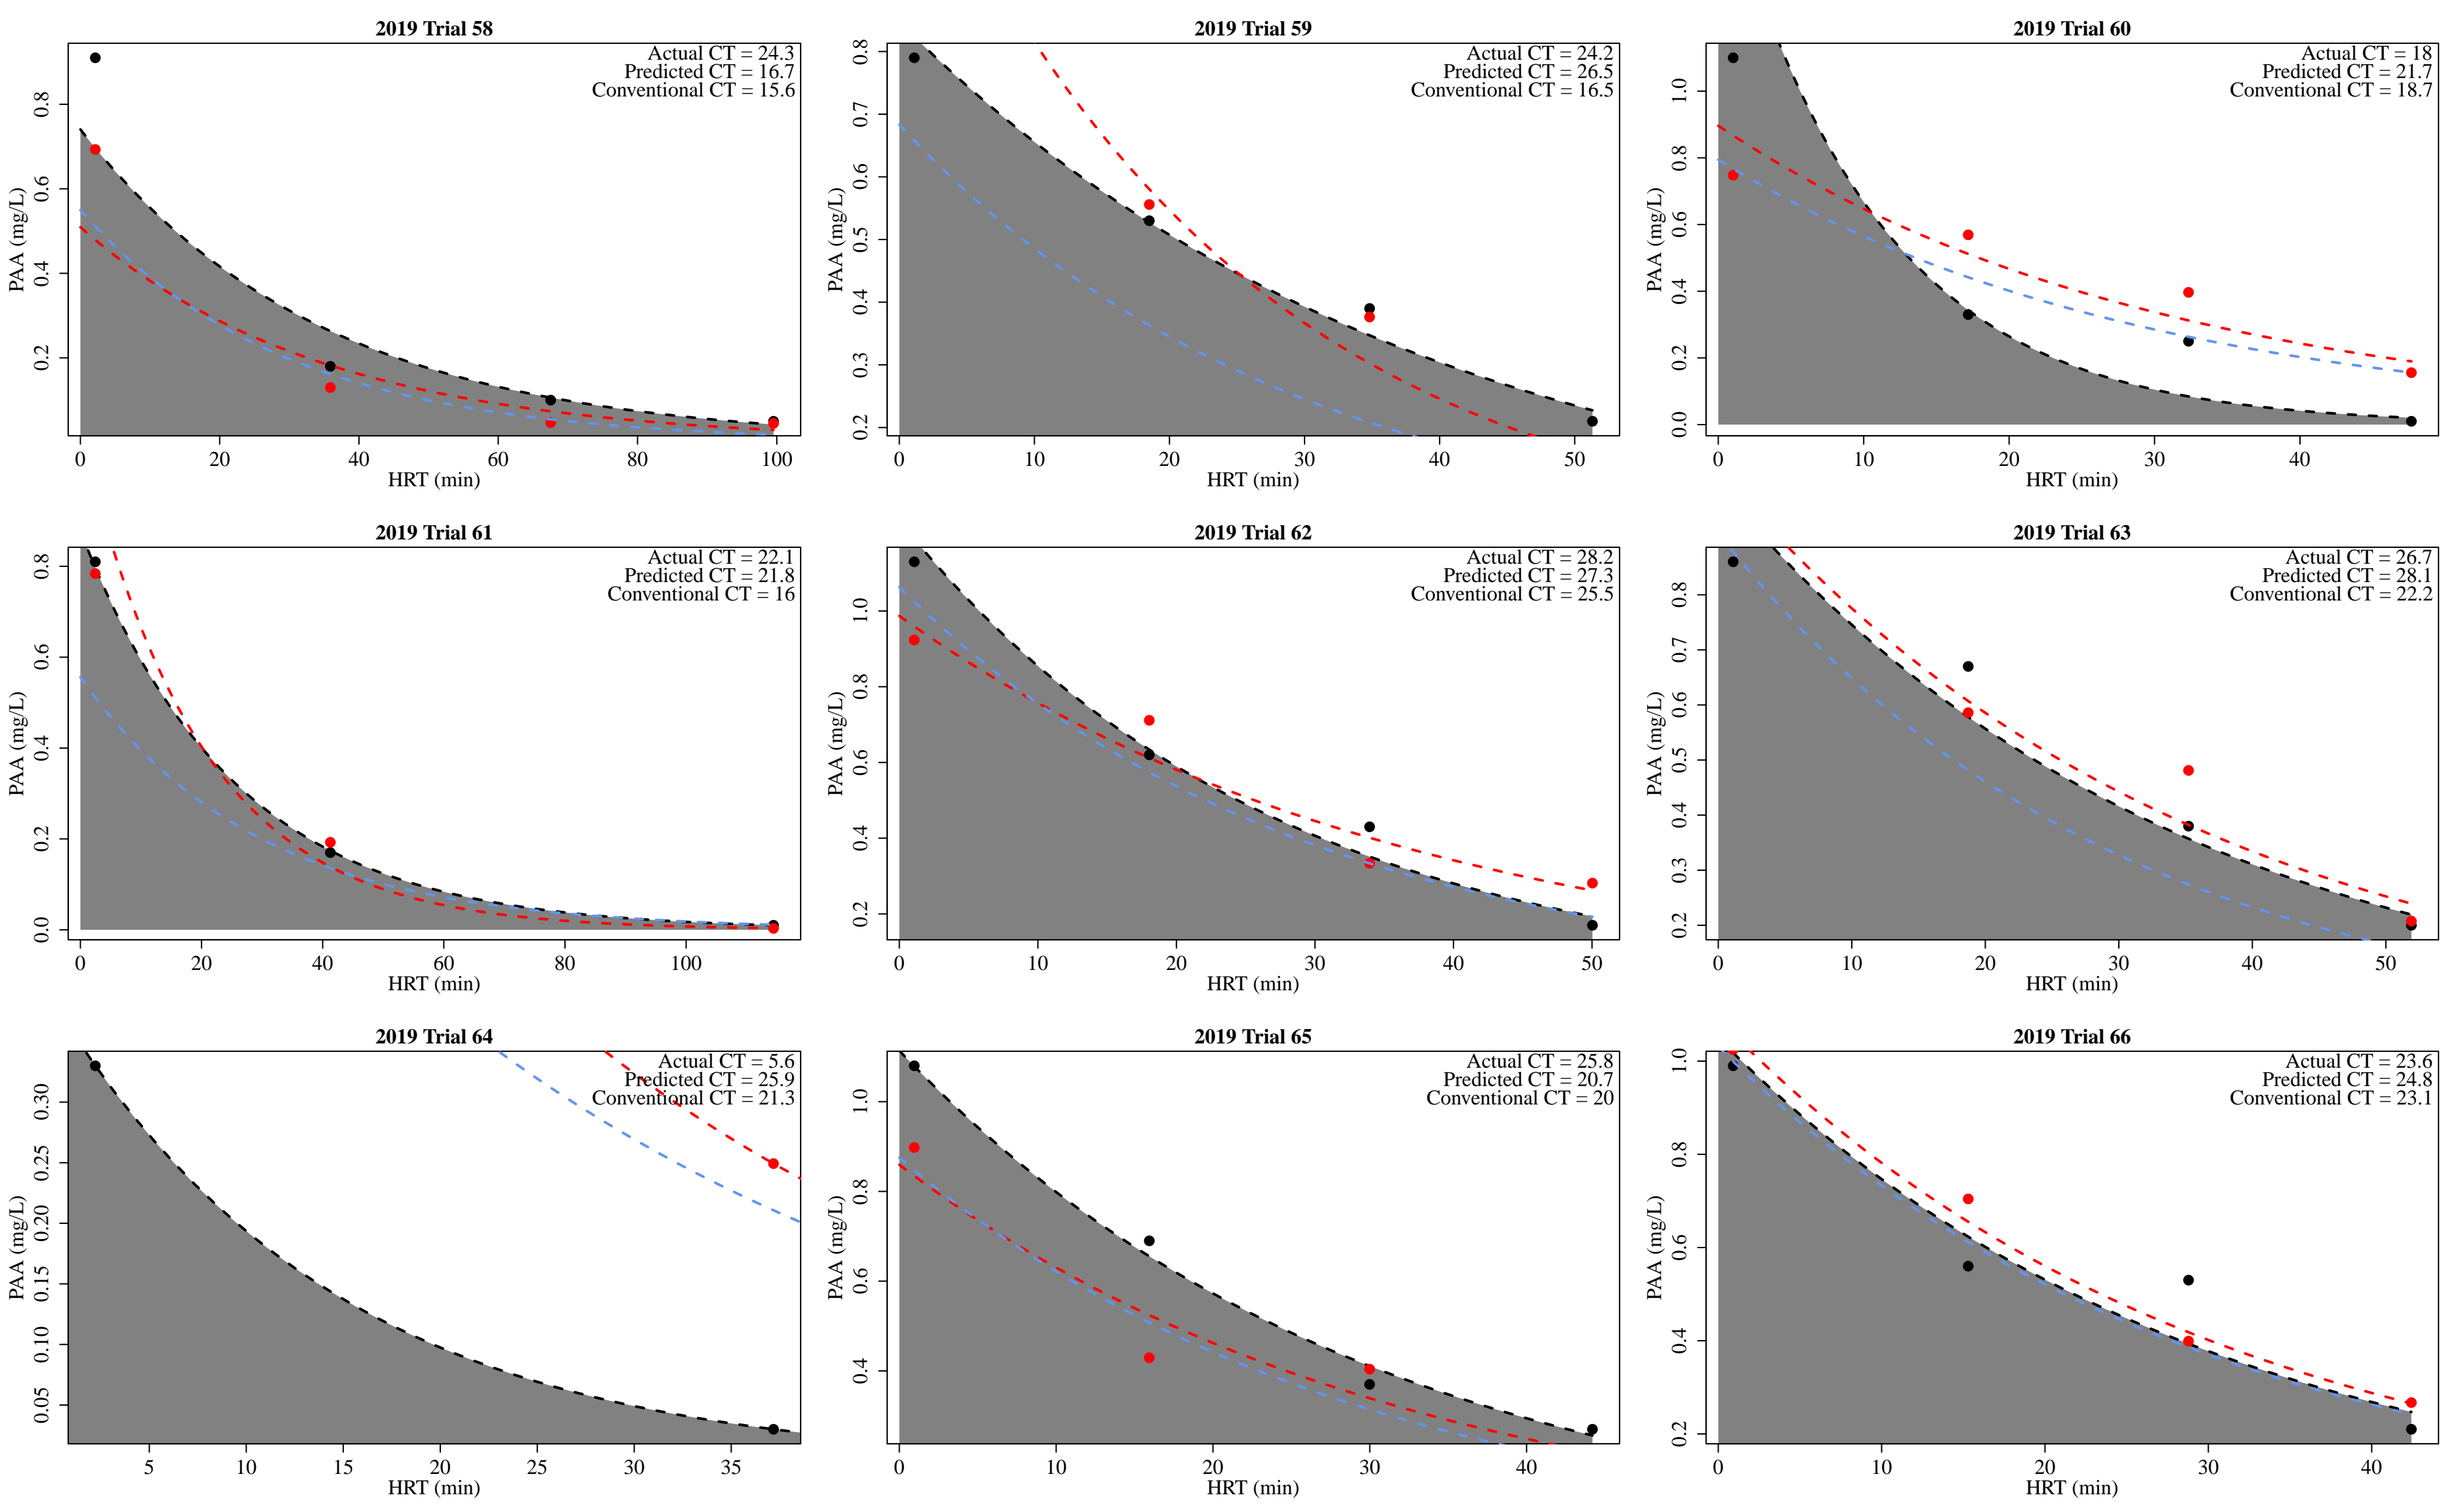 2019 Trial 58
Actual CT = 24.3
Predicted CT = 16.7
Conventional CT = 15.6
PAA (mg/L)
0.2 0.4 0.6 0.8
0 20 40 60 80 100
HRT (min)
2019 Trial 59
Actual CT = 24.2
Predicted CT = 26.5
Conventional CT = 16.5
PAA (mg/L)
0.2 0.3 0.4 0.5 0.6 0.7 0.8
0 10 20 30 40 50
HRT (min)
2019 Trial 60
Actual CT = 18
Predicted CT = 21.7
Conventional CT = 18.7
PAA (mg/L)
0.0 0.2 0.4 0.6 0.8 1.0
0 10 20 30 40
HRT (min)
2019 Trial 61
Actual CT = 22.1
Predicted CT = 21.8
Conventional CT = 16
PAA (mg/L)
0.0 0.2 0.4 0.6 0.8
0 20 40 60 80 100
HRT (min)
2019 Trial 62
Actual CT = 28.2
Predicted CT = 27.3
Conventional CT = 25.5
PAA (mg/L)
0.2 0.4 0.6 0.8 1.0
0 10 20 30 40 50
HRT (min)
2019 Trial 63
Actual CT = 26.7
Predicted CT = 28.1
Conventional CT = 22.2
PAA (mg/L)
0.2 0.3 0.4 0.5 0.6 0.7 0.8
0 10 20 30 40 50
HRT (min)
2019 Trial 64
Actual CT = 5.6
Predicted CT = 25.9
Conventional CT = 21.3
PAA (mg/L)
0.05 0.10 0.15 0.20 0.25 0.30
5 10 15 20 25 30 35
HRT (min)
2019 Trial 65
Actual CT = 25.8
Predicted CT = 20.7
Conventional CT = 20
PAA (mg/L)
0.4 0.6 0.8 1.0
0 10 20 30 40
HRT (min)
2019 Trial 66
Actual CT = 23.6
Predicted CT = 24.8
Conventional CT = 23.1
PAA (mg/L)
0.2 0.4 0.6 0.8 1.0
0 10 20 30 40
HRT (min)